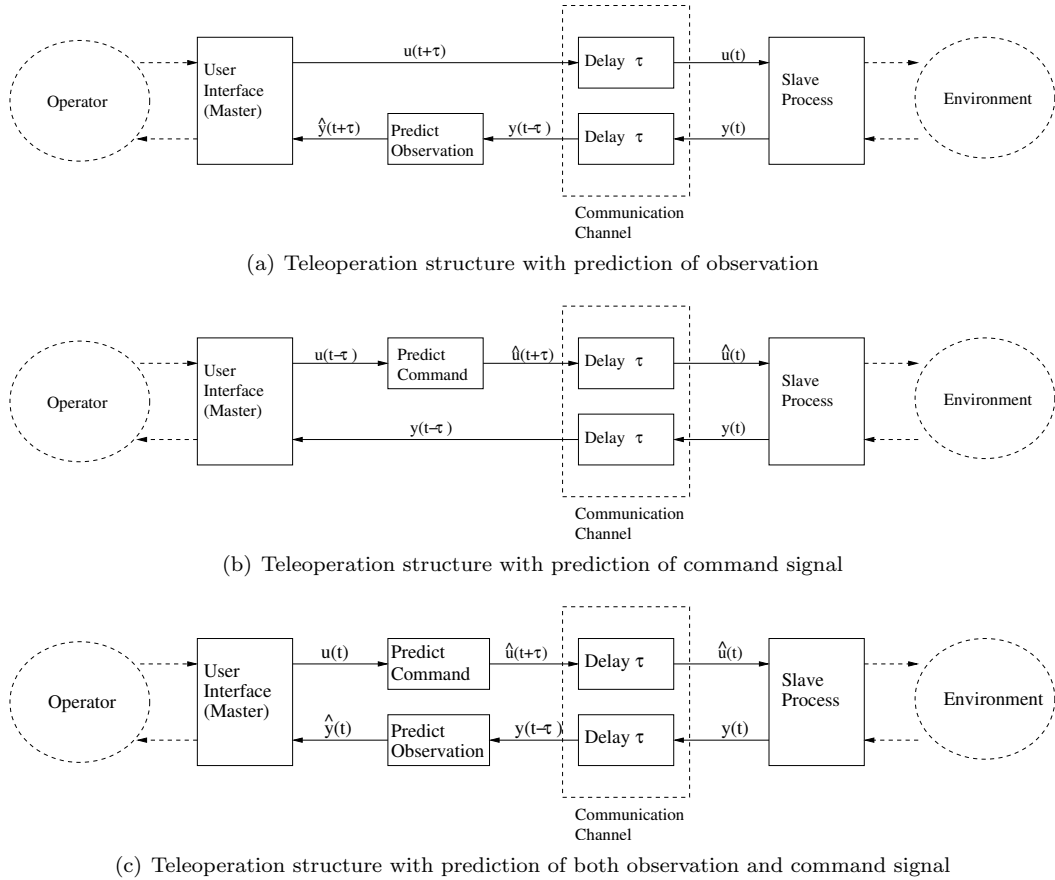 Operator
User
Interface
(Master)
u(t+τ)
ŷ(t+τ)
Predict
Observation
y(t-τ)
Delay τ
Delay τ
Communication
Channel
u(t)
y(t)
Slave
Process
Environment
(a) Teleoperation structure with prediction of observation
Operator
User
Interface
(Master)
u(t-τ)
Predict
Command
û(t+τ)
y(t-τ)
Delay τ
Delay τ
Communication
Channel
û(t)
y(t)
Slave
Process
Environment
(b) Teleoperation structure with prediction of command signal
Operator
User
Interface
(Master)
u(t)
ŷ(t)
Predict
Command
Predict
Observation
û(t+τ)
y(t-τ)
Delay τ
Delay τ
Communication
Channel
û(t)
y(t)
Slave
Process
Environment
(c) Teleoperation structure with prediction of both observation and command signal